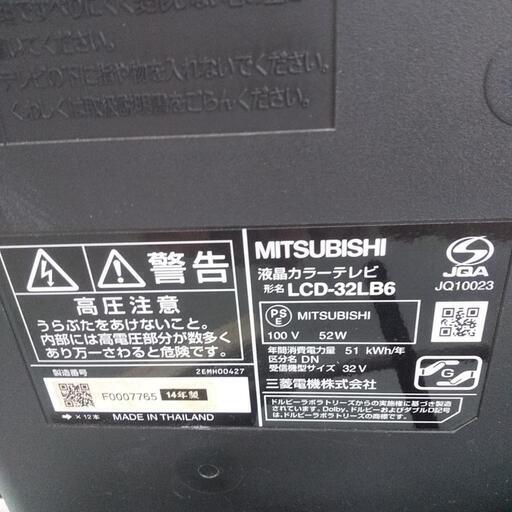 テレビの下に指や物を入れないでください。
くわしくは取扱説明書をごらんください。
警告
高圧注意
うらぶたをあけないこと。
内部には高電圧部分が数多く
あり万一さわると危険です。
製造番号 2EMH00427
F0007765 14年製
×12本 MADE IN THAILAND
MITSUBISHI
液晶カラーテレビ
形名 LCD-32LB6
JQA
JQ10023
PS
E
MITSUBISHI
100 V 52W
年間消費電力量 51 kWh/年
区分名 DN
受信機型サイズ 32V
三菱電機株式会社
G
ドルビーラボラトリーズからの実施権に基づき製造
されています。Dolby、ドルビーおよびダブルD記号
は、ドルビーラボラトリーズの商標です。